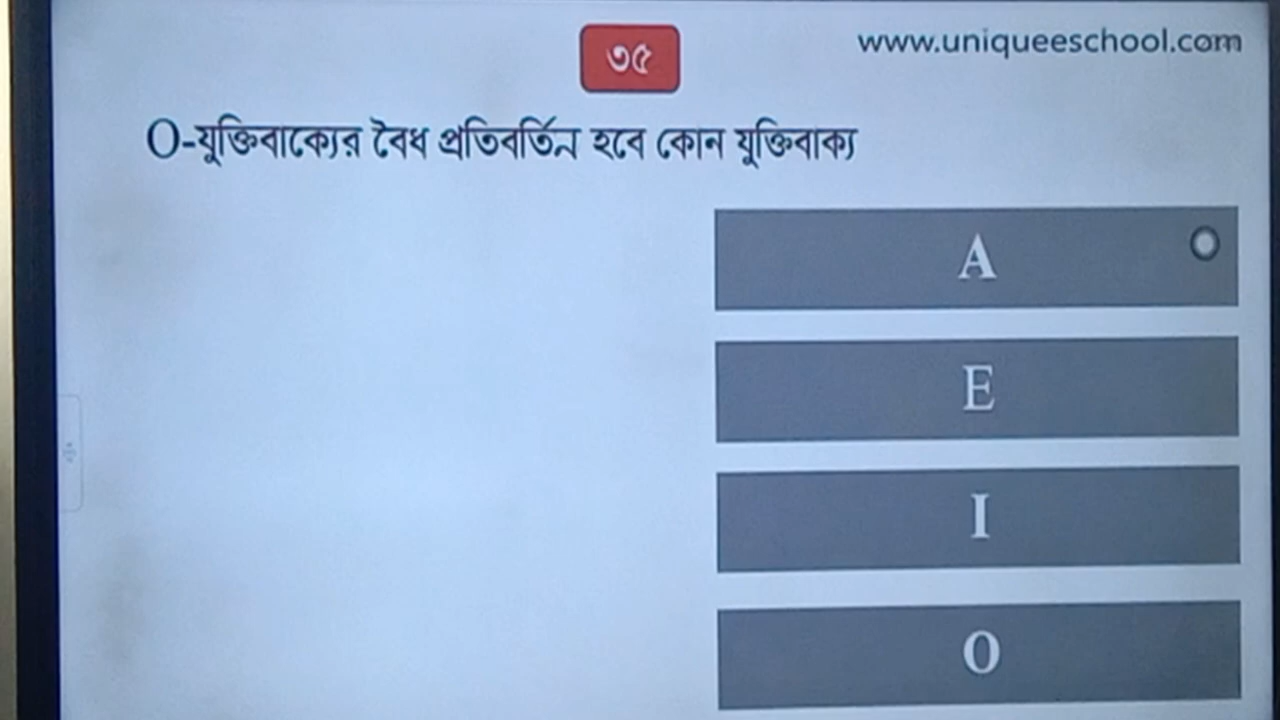 ৩৫
www.uniqueeschool.com
O-যুক্তিবাক্যের বৈধ প্রতিবর্তিন হবে কোন যুক্তিবাক্য
A
E
I
O